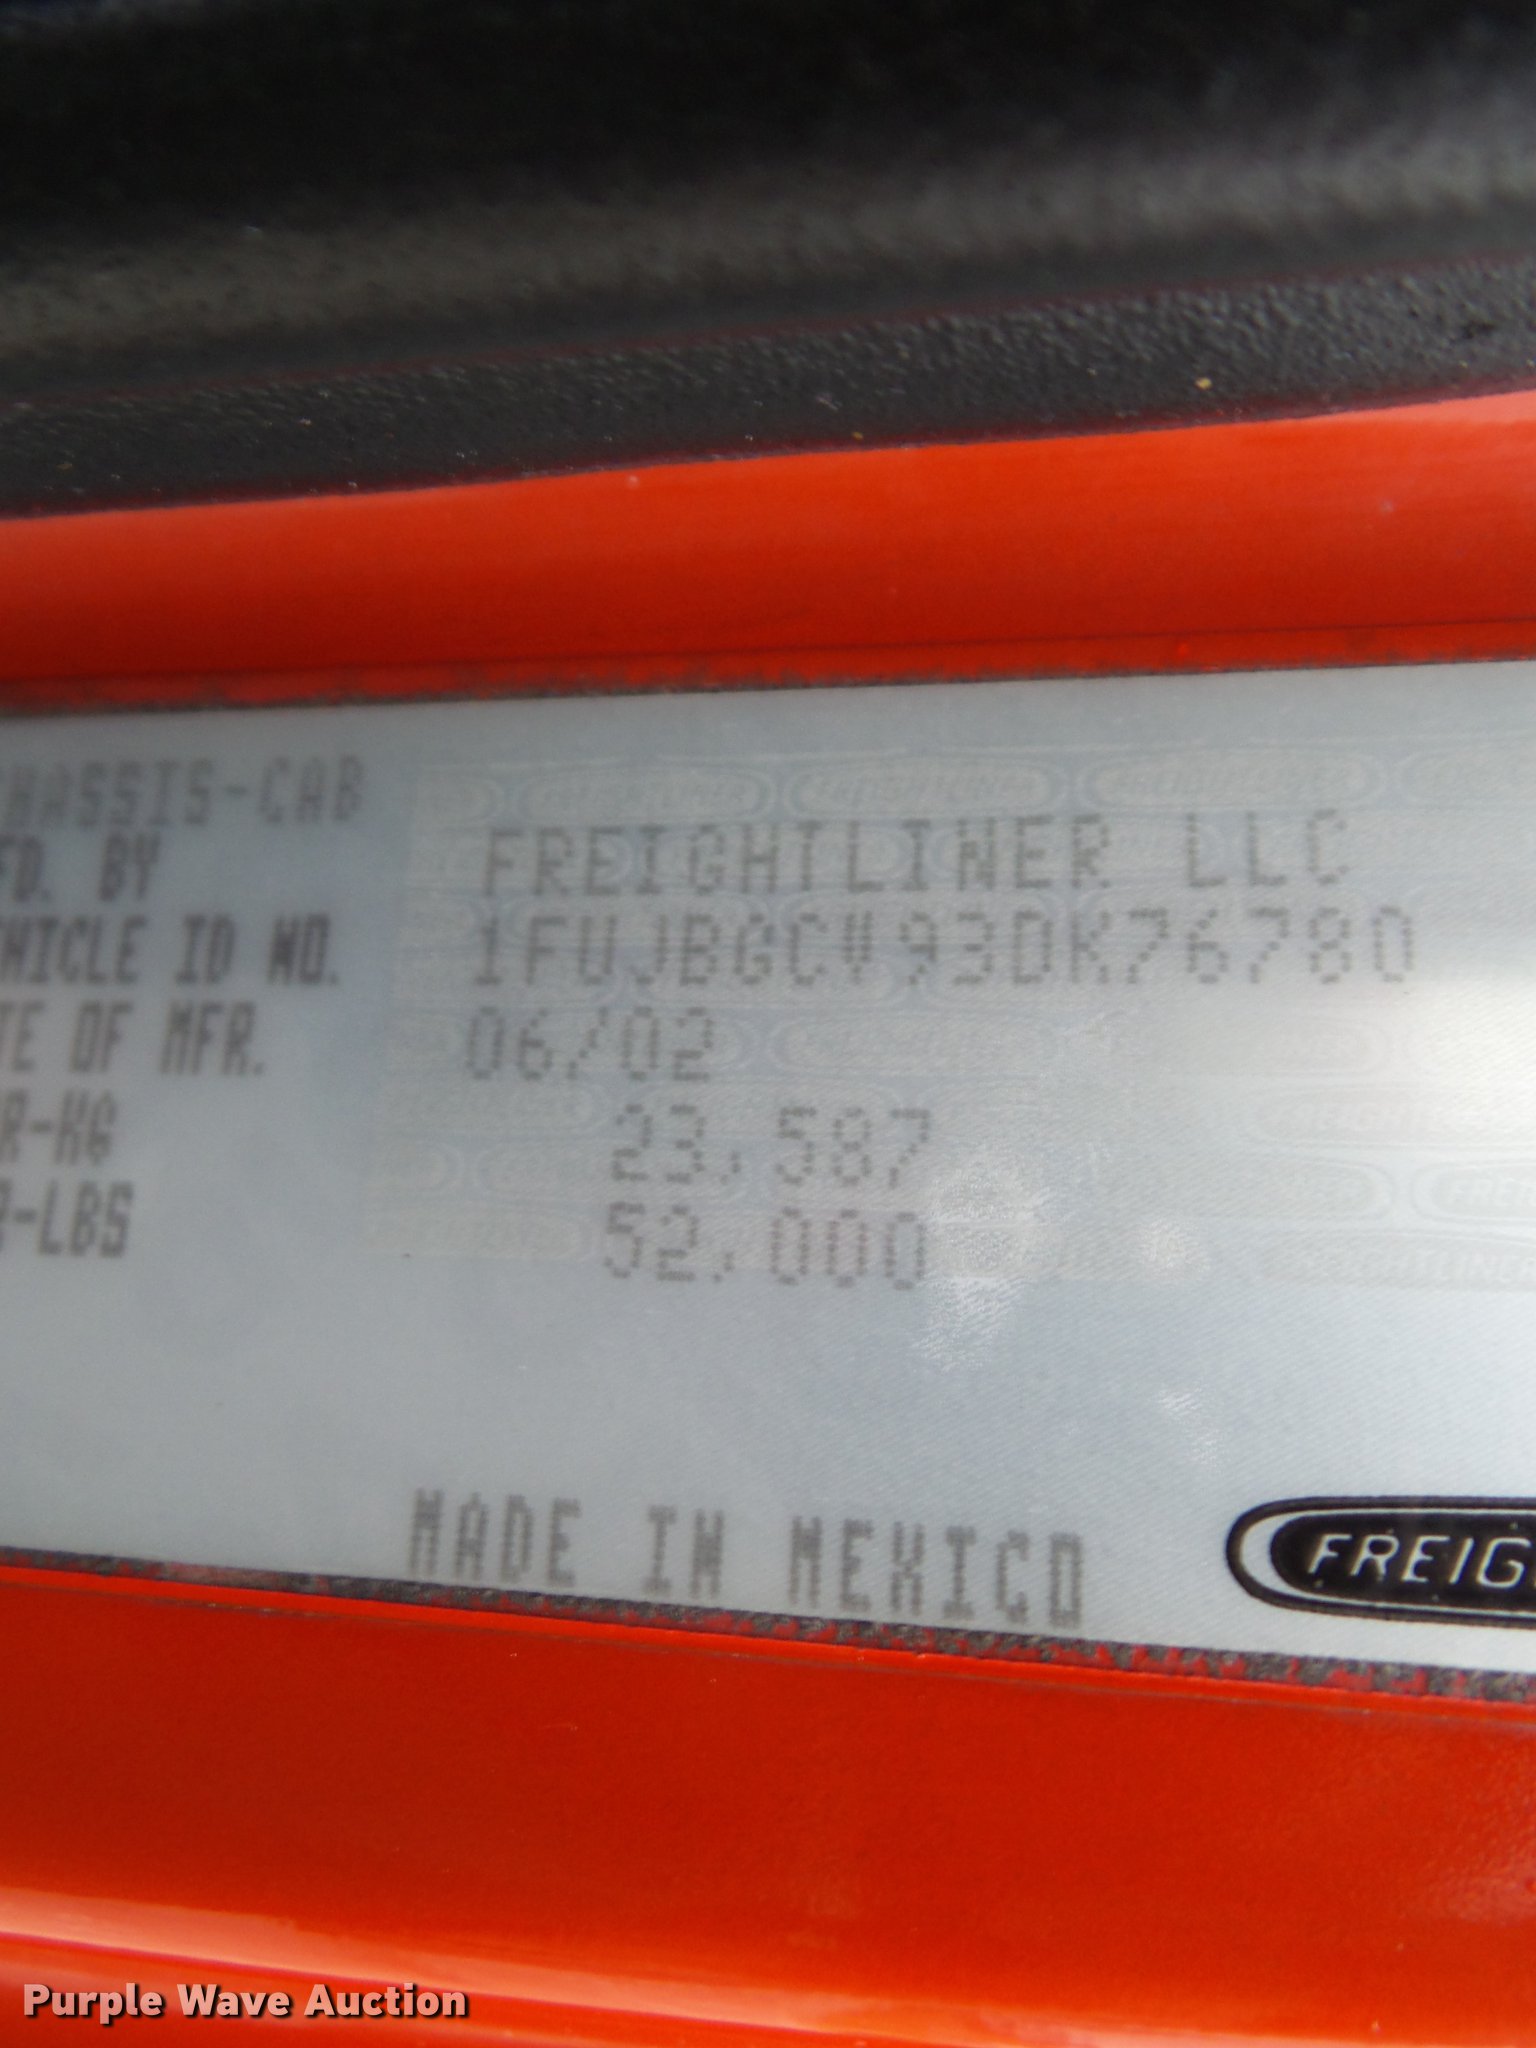 CHASSIS-CAB
FD. BY FREIGHTLINER LLC
HICLE ID NO. 1FUJBGCV93DK76780
TE OF MFR. 06/02
R-KG 23,587
R-LBS 52,000
MADE IN MEXICO
FREIG
Purple Wave Auction